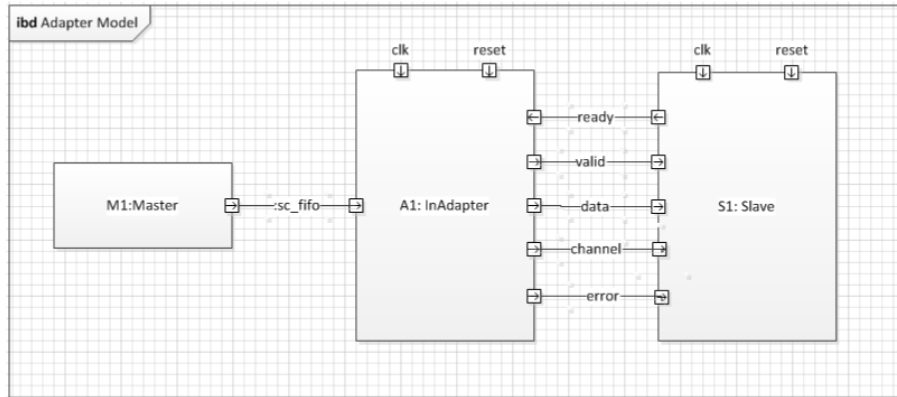 ibd Adapter Model
clk reset clk reset
ready
valid
M1:Master :sc_fifo A1: InAdapter data S1: Slave
channel
error